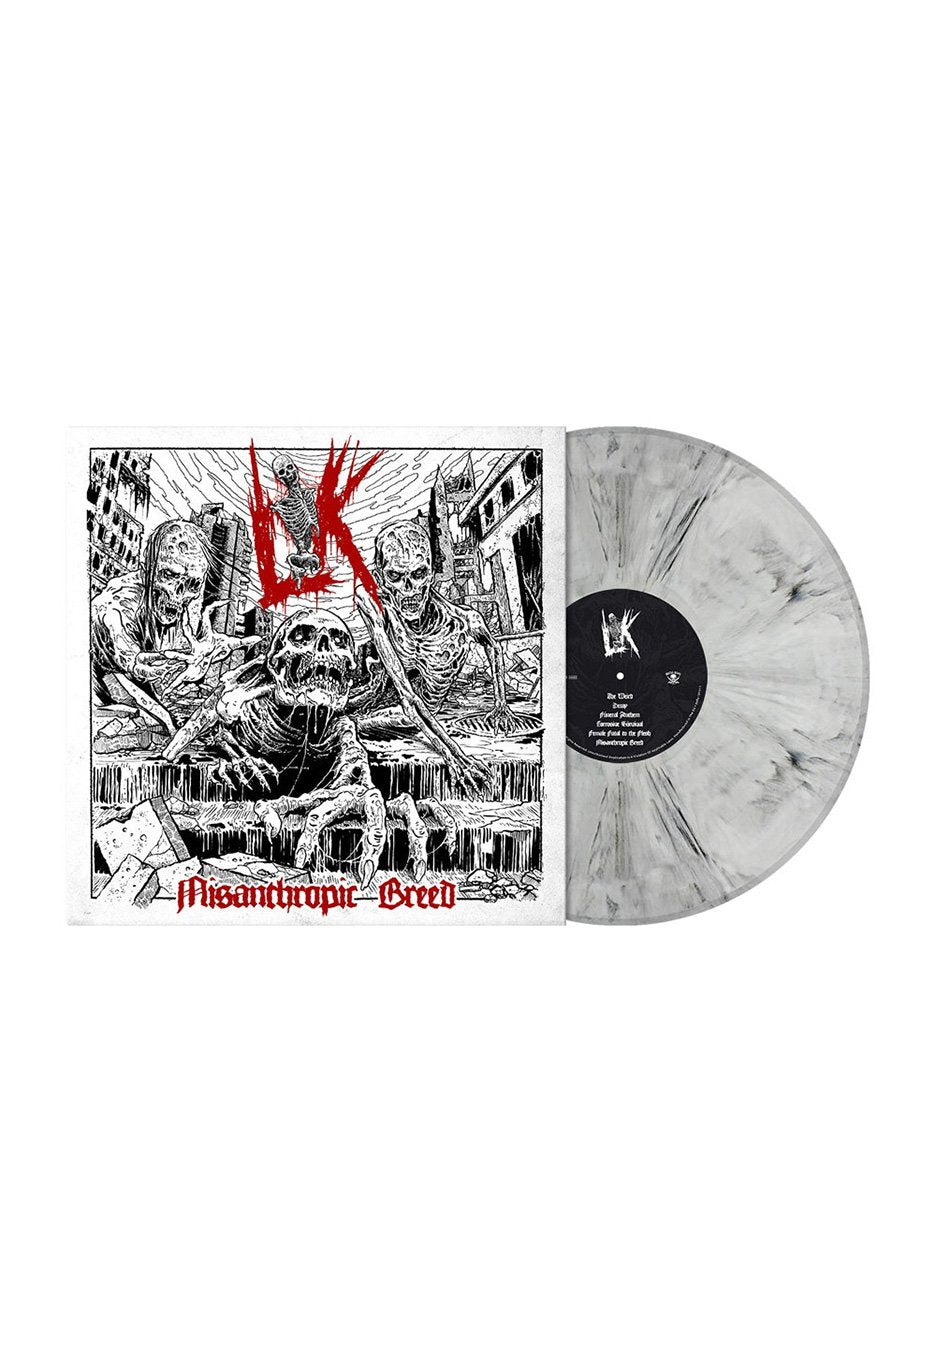 LIK
Misanthropic Breed
LIK
The Weird
Decay
Funeral Anthem
Corrosive Survival
Female Fatal to the Flesh
Misanthropic Breed